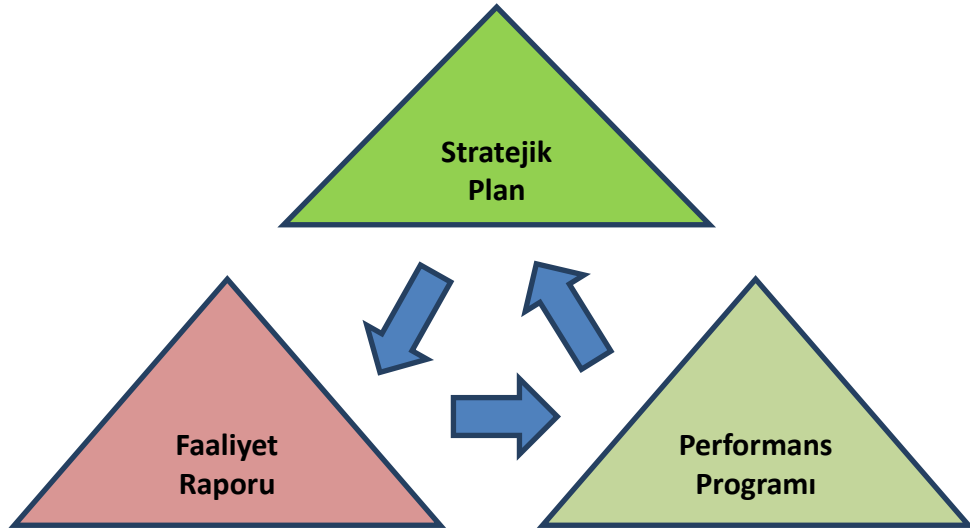 Stratejik
Plan
Faaliyet
Raporu
Performans
Programı